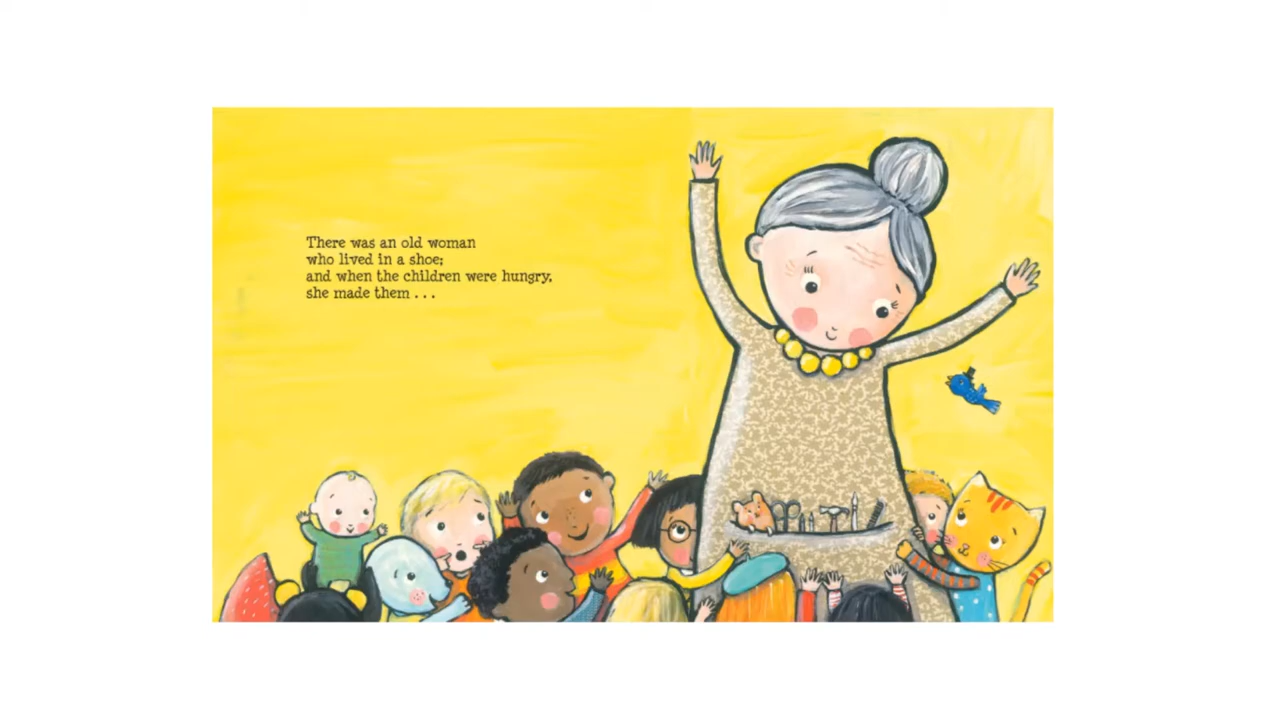 There was an old woman
who lived in a shoe;
and when the children were hungry,
she made them . . .